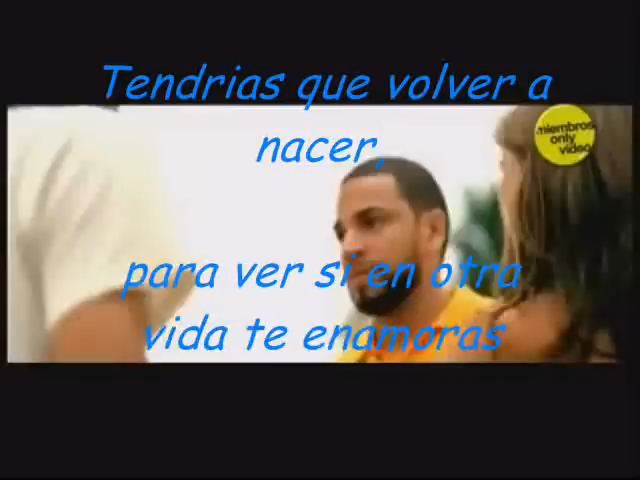 Tendrias que volver a
nacer,
miembros
only
video
para ver si en otra
vida te enamoras